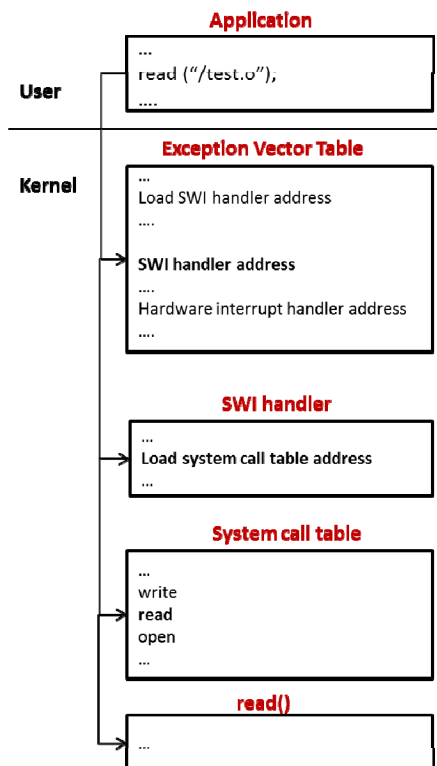 Application
...
read (“/test.o”);
....
User
Exception Vector Table
Kernel
...
Load SWI handler address
....
SWI handler address
....
Hardware interrupt handler address
....
SWI handler
...
Load system call table address
...
System call table
...
write
read
open
...
read()
...